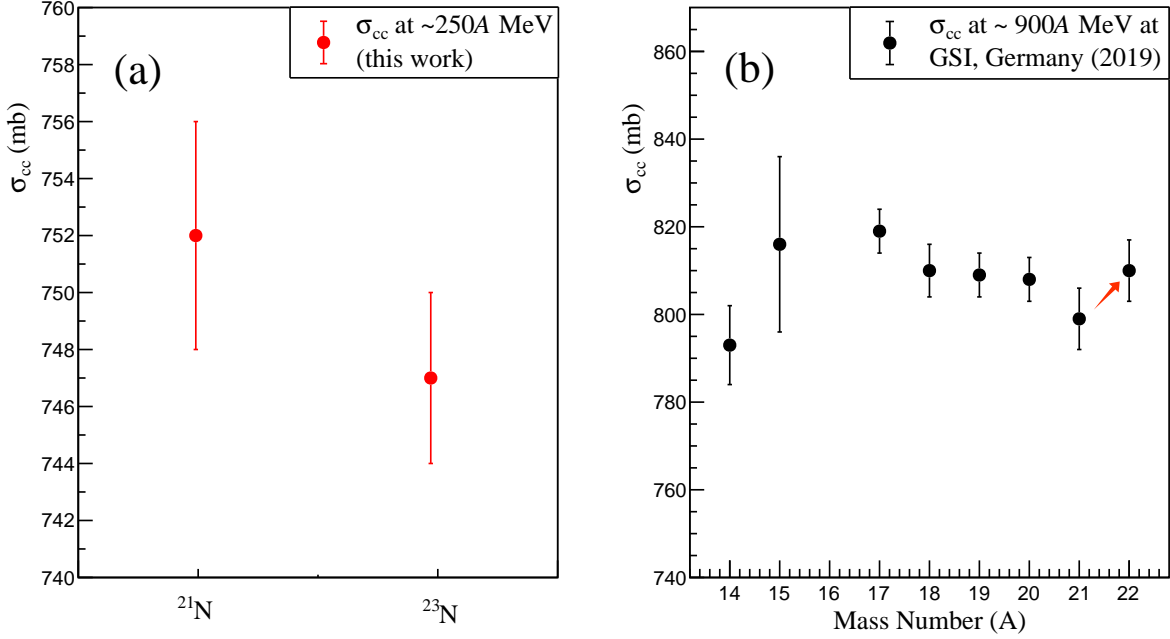 (a)
σcc at ~250A MeV
(this work)
σcc (mb)
760
758
756
754
752
750
748
746
744
742
740
²¹N
²³N
(b)
σcc at ~ 900A MeV at
GSI, Germany (2019)
σcc (mb)
860
840
820
800
780
760
740
14 15 16 17 18 19 20 21 22
Mass Number (A)